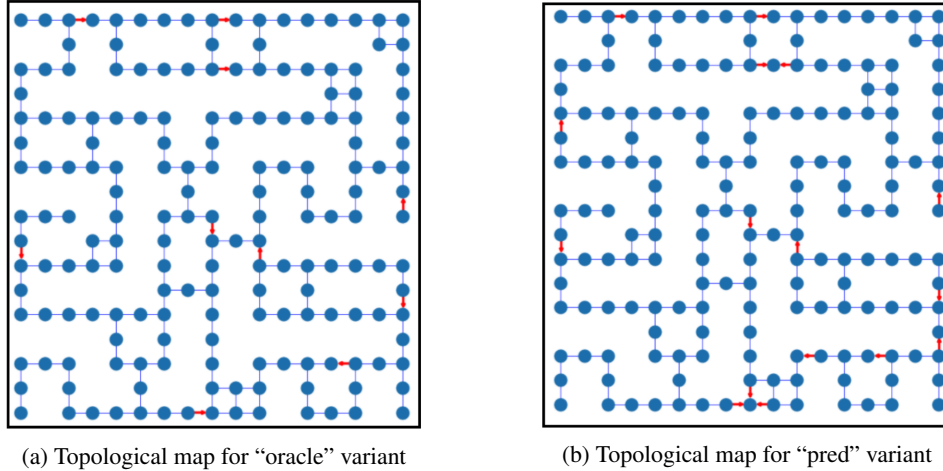 (a) Topological map for “oracle” variant
(b) Topological map for “pred” variant